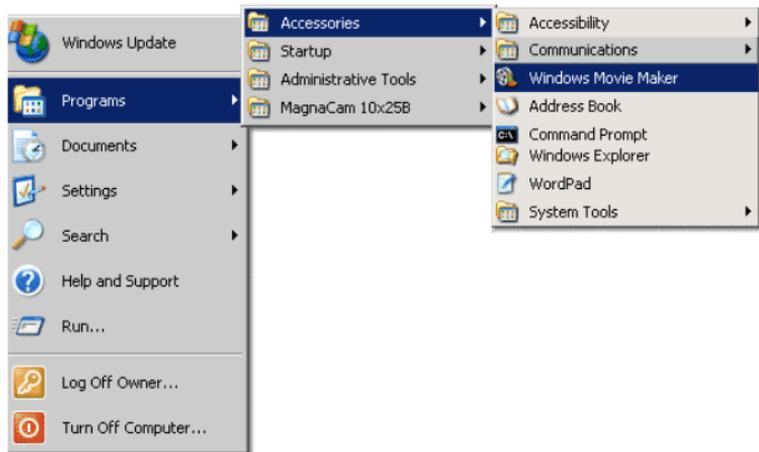 Windows Update
Programs
Documents
Settings
Search
Help and Support
Run...
Log Off Owner...
Turn Off Computer...
Accessories
Startup
Administrative Tools
MagnaCam 10x25B
Accessibility
Communications
Windows Movie Maker
Address Book
Command Prompt
Windows Explorer
WordPad
System Tools